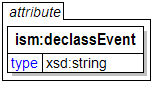 attribute
ism:declassEvent
type xsd:string